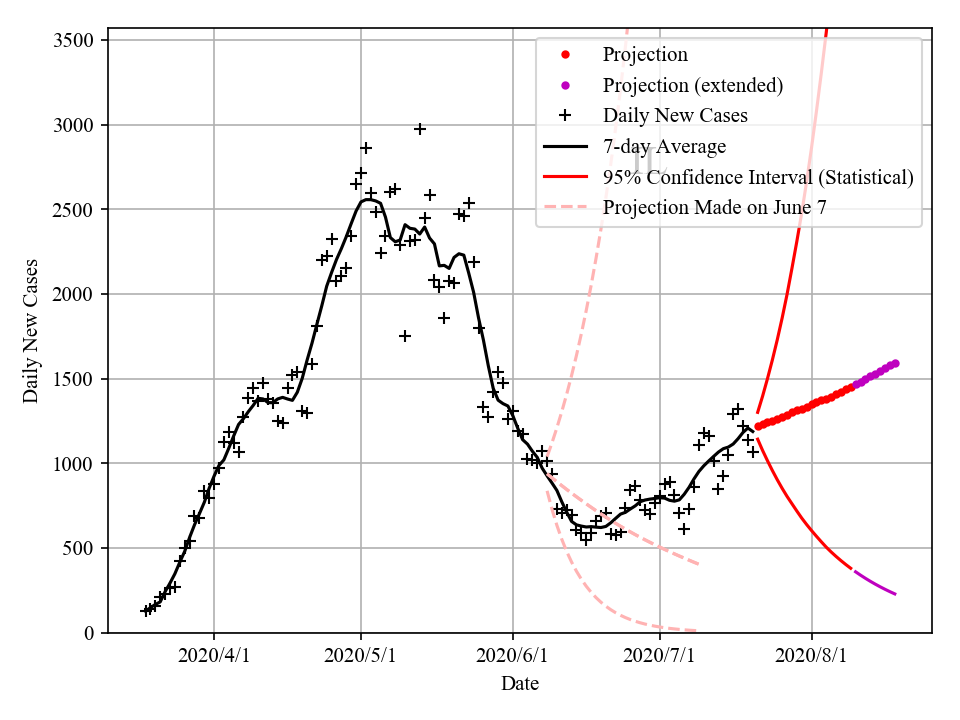 3500
3000
2500
2000
1500
1000
500
0
Daily New Cases
Projection
Projection (extended)
Daily New Cases
IL
7-day Average
95% Confidence Interval (Statistical)
Projection Made on June 7
2020/4/1
2020/5/1
2020/6/1
2020/7/1
2020/8/1
Date